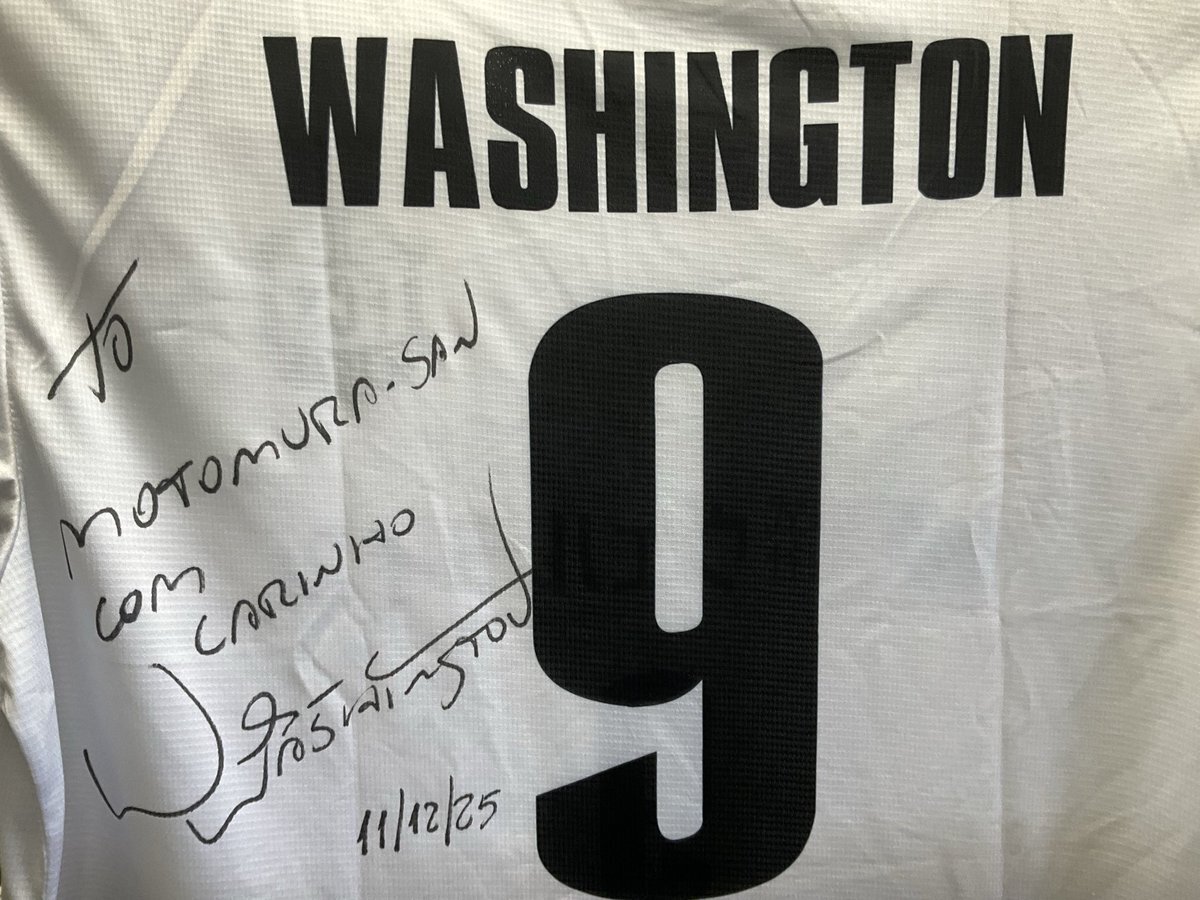 WASHINGTON
9
TO
MOTOMURA-SAN
COM
CARINHO
Washington
11/12/25